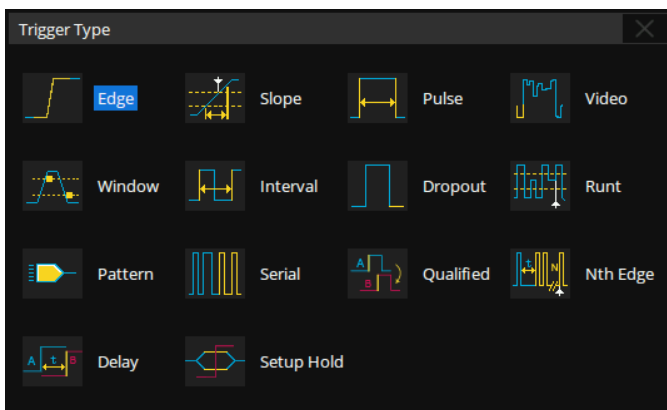 Trigger Type
Edge Slope Pulse Video
Window Interval Dropout Runt
Pattern Serial A B Qualified t N Nth Edge
A t B Delay Setup Hold